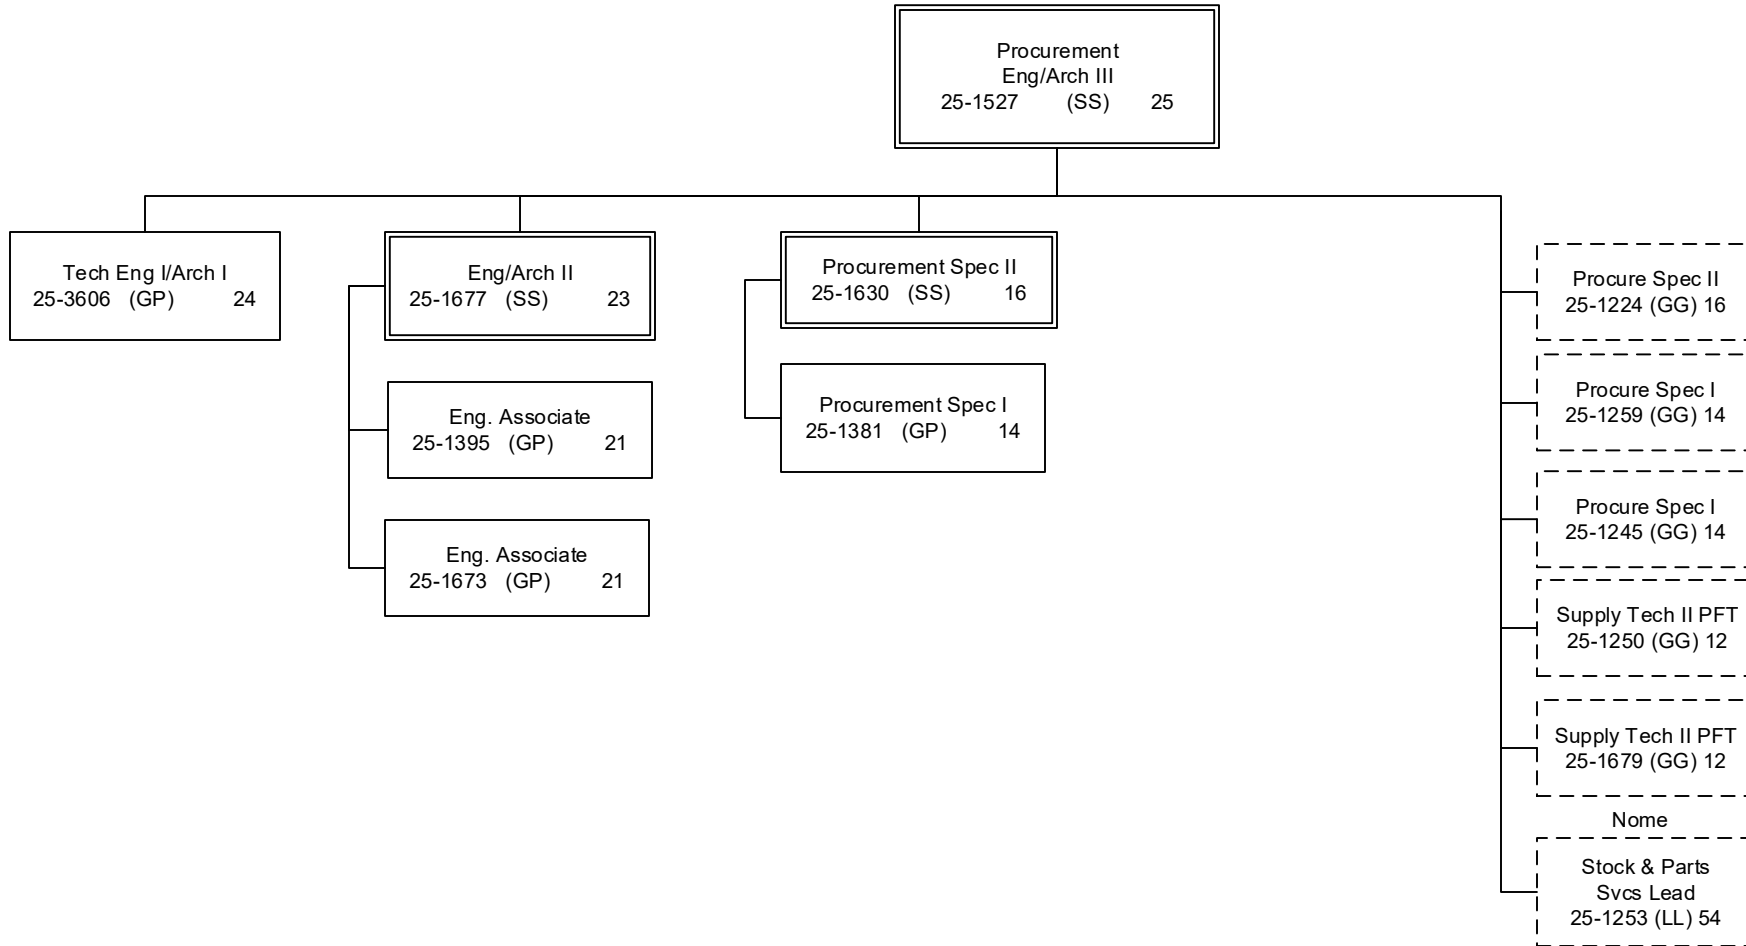 Procurement
Eng/Arch III
25-1527 (SS) 25
Tech Eng I/Arch I
25-3606 (GP) 24
Eng/Arch II
25-1677 (SS) 23
Eng. Associate
25-1395 (GP) 21
Eng. Associate
25-1673 (GP) 21
Procurement Spec II
25-1630 (SS) 16
Procurement Spec I
25-1381 (GP) 14
Procure Spec II
25-1224 (GG) 16
Procure Spec I
25-1259 (GG) 14
Procure Spec I
25-1245 (GG) 14
Supply Tech II PFT
25-1250 (GG) 12
Supply Tech II PFT
25-1679 (GG) 12
Nome
Stock & Parts
Svcs Lead
25-1253 (LL) 54